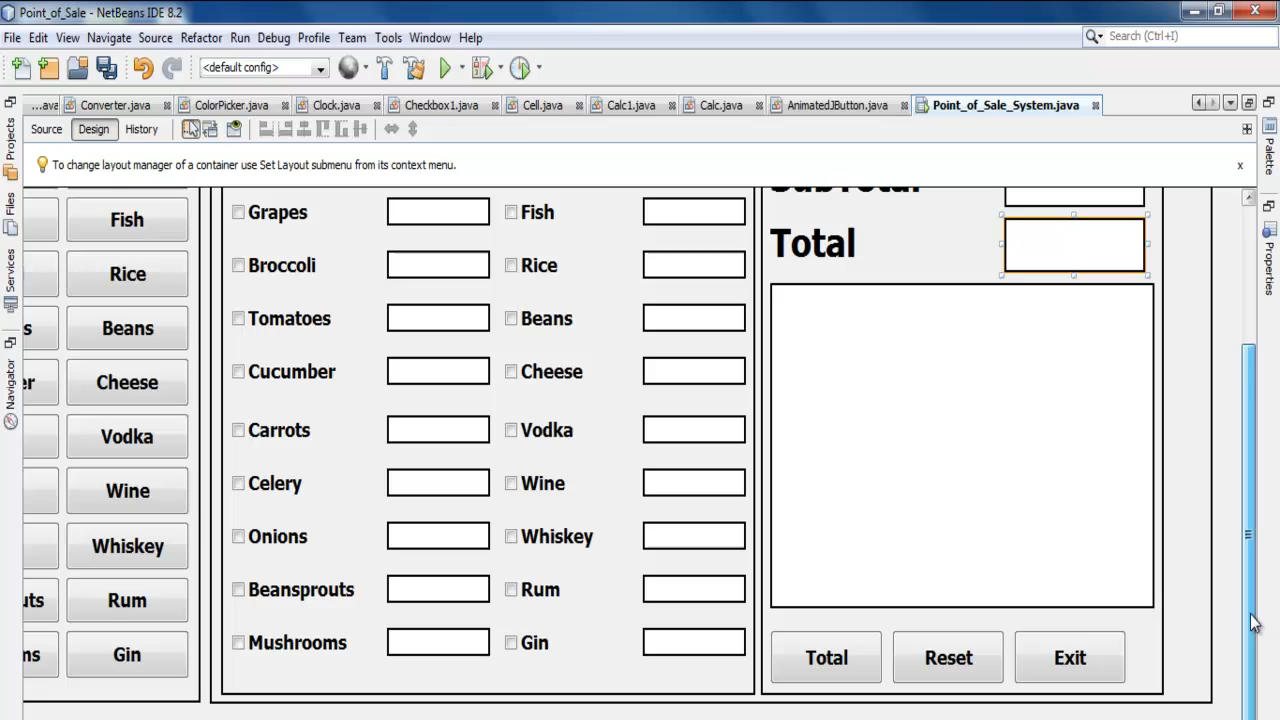 Point_of_Sale - NetBeans IDE 8.2
File Edit View Navigate Source Refactor Run Debug Profile Team Tools Window Help
Search (Ctrl+I)
<default config>
...ava Converter.java ColorPicker.java Clock.java Checkbox1.java Cell.java Calc1.java Calc.java AnimatedJButton.java Point_of_Sale_System.java
Source Design History
To change layout manager of a container use Set Layout submenu from its context menu. x
Projects
Files
Services
Navigator
Palette
Properties
Fish
Rice
s Beans
er Cheese
Vodka
Wine
Whiskey
uts Rum
ms Gin
Grapes Fish
Broccoli Rice
Tomatoes Beans
Cucumber Cheese
Carrots Vodka
Celery Wine
Onions Whiskey
Beansprouts Rum
Mushrooms Gin
SubTotal
Total
Total Reset Exit